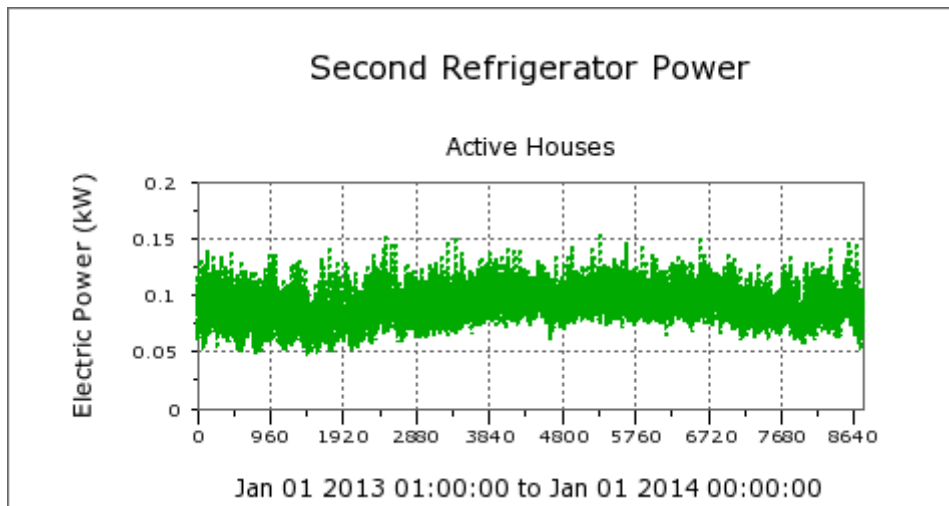 Second Refrigerator Power
Active Houses
Electric Power (kW)
0.2
0.15
0.1
0.05
0
0 960 1920 2880 3840 4800 5760 6720 7680 8640
Jan 01 2013 01:00:00 to Jan 01 2014 00:00:00